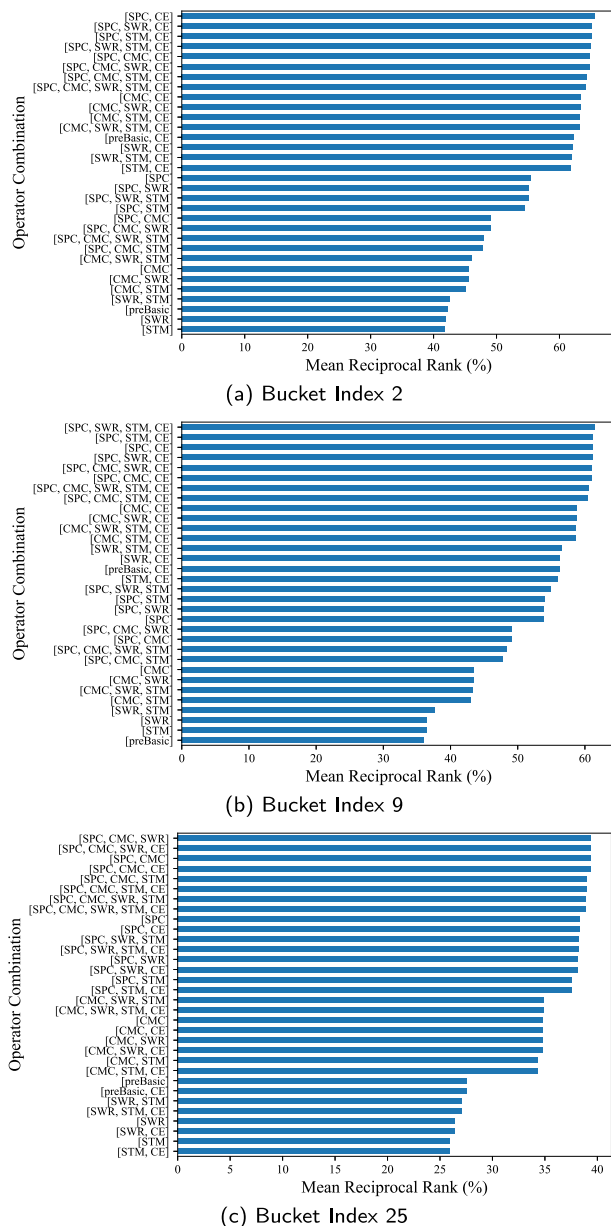 [SPC, CE]
[SPC, SWR, CE]
[SPC, STM, CE]
[SPC, SWR, STM, CE]
[SPC, CMC, CE]
[SPC, CMC, SWR, CE]
[SPC, CMC, STM, CE]
[SPC, CMC, SWR, STM, CE]
[CMC, CE]
[CMC, SWR, CE]
[CMC, STM, CE]
[CMC, SWR, STM, CE]
[preBasic, CE]
[SWR, CE]
[SWR, STM, CE]
[STM, CE]
[SPC]
[SPC, SWR]
[SPC, SWR, STM]
[SPC, STM]
[SPC, CMC]
[SPC, CMC, SWR]
[SPC, CMC, SWR, STM]
[SPC, CMC, STM]
[CMC, SWR, STM]
[CMC]
[CMC, SWR]
[CMC, STM]
[SWR, STM]
[preBasic]
[SWR]
[STM]
Operator Combination
0 10 20 30 40 50 60
Mean Reciprocal Rank (%)
(a) Bucket Index 2
[SPC, SWR, STM, CE]
[SPC, STM, CE]
[SPC, CE]
[SPC, SWR, CE]
[SPC, CMC, SWR, CE]
[SPC, CMC, CE]
[SPC, CMC, SWR, STM, CE]
[SPC, CMC, STM, CE]
[CMC, CE]
[CMC, SWR, CE]
[CMC, SWR, STM, CE]
[CMC, STM, CE]
[SWR, STM, CE]
[SWR, CE]
[preBasic, CE]
[STM, CE]
[SPC, SWR, STM]
[SPC, STM]
[SPC, SWR]
[SPC]
[SPC, CMC, SWR]
[SPC, CMC]
[SPC, CMC, SWR, STM]
[SPC, CMC, STM]
[CMC]
[CMC, SWR]
[CMC, SWR, STM]
[CMC, STM]
[SWR, STM]
[SWR]
[STM]
[preBasic]
Operator Combination
0 10 20 30 40 50 60
Mean Reciprocal Rank (%)
(b) Bucket Index 9
[SPC, CMC, SWR]
[SPC, CMC, SWR, CE]
[SPC, CMC]
[SPC, CMC, CE]
[SPC, CMC, STM]
[SPC, CMC, STM, CE]
[SPC, CMC, SWR, STM]
[SPC, CMC, SWR, STM, CE]
[SPC]
[SPC, CE]
[SPC, SWR, STM]
[SPC, SWR, STM, CE]
[SPC, SWR]
[SPC, SWR, CE]
[SPC, STM]
[SPC, STM, CE]
[CMC, SWR, STM]
[CMC, SWR, STM, CE]
[CMC]
[CMC, CE]
[CMC, SWR]
[CMC, SWR, CE]
[CMC, STM]
[CMC, STM, CE]
[preBasic]
[preBasic, CE]
[SWR, STM]
[SWR, STM, CE]
[SWR]
[SWR, CE]
[STM]
[STM, CE]
Operator Combination
0 5 10 15 20 25 30 35 40
Mean Reciprocal Rank (%)
(c) Bucket Index 25